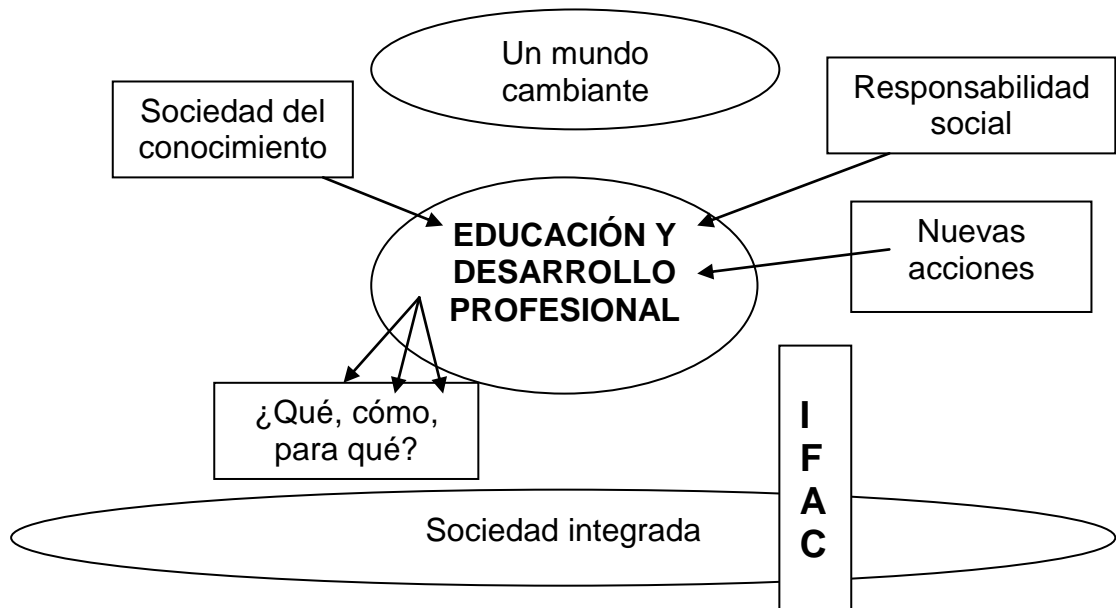 Un mundo
cambiante
Sociedad del
conocimiento
Responsabilidad
social
EDUCACIÓN Y
DESARROLLO
PROFESIONAL
Nuevas
acciones
¿Qué, cómo,
para qué?
I
F
A
C
Sociedad integrada